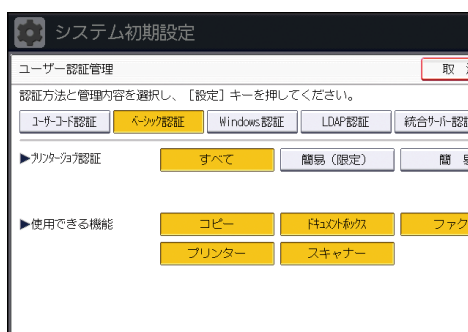 システム初期設定
ユーザー認証管理 取
認証方法と管理内容を選択し、［設定］キーを押してください。
ユーザーコード認証 ベーシック認証 Windows認証 LDAP認証 統合サーバー認証
▶プリンタージョブ認証 すべて 簡易（限定） 簡
▶使用できる機能 コピー ドキュメントボックス ファク
プリンター スキャナー